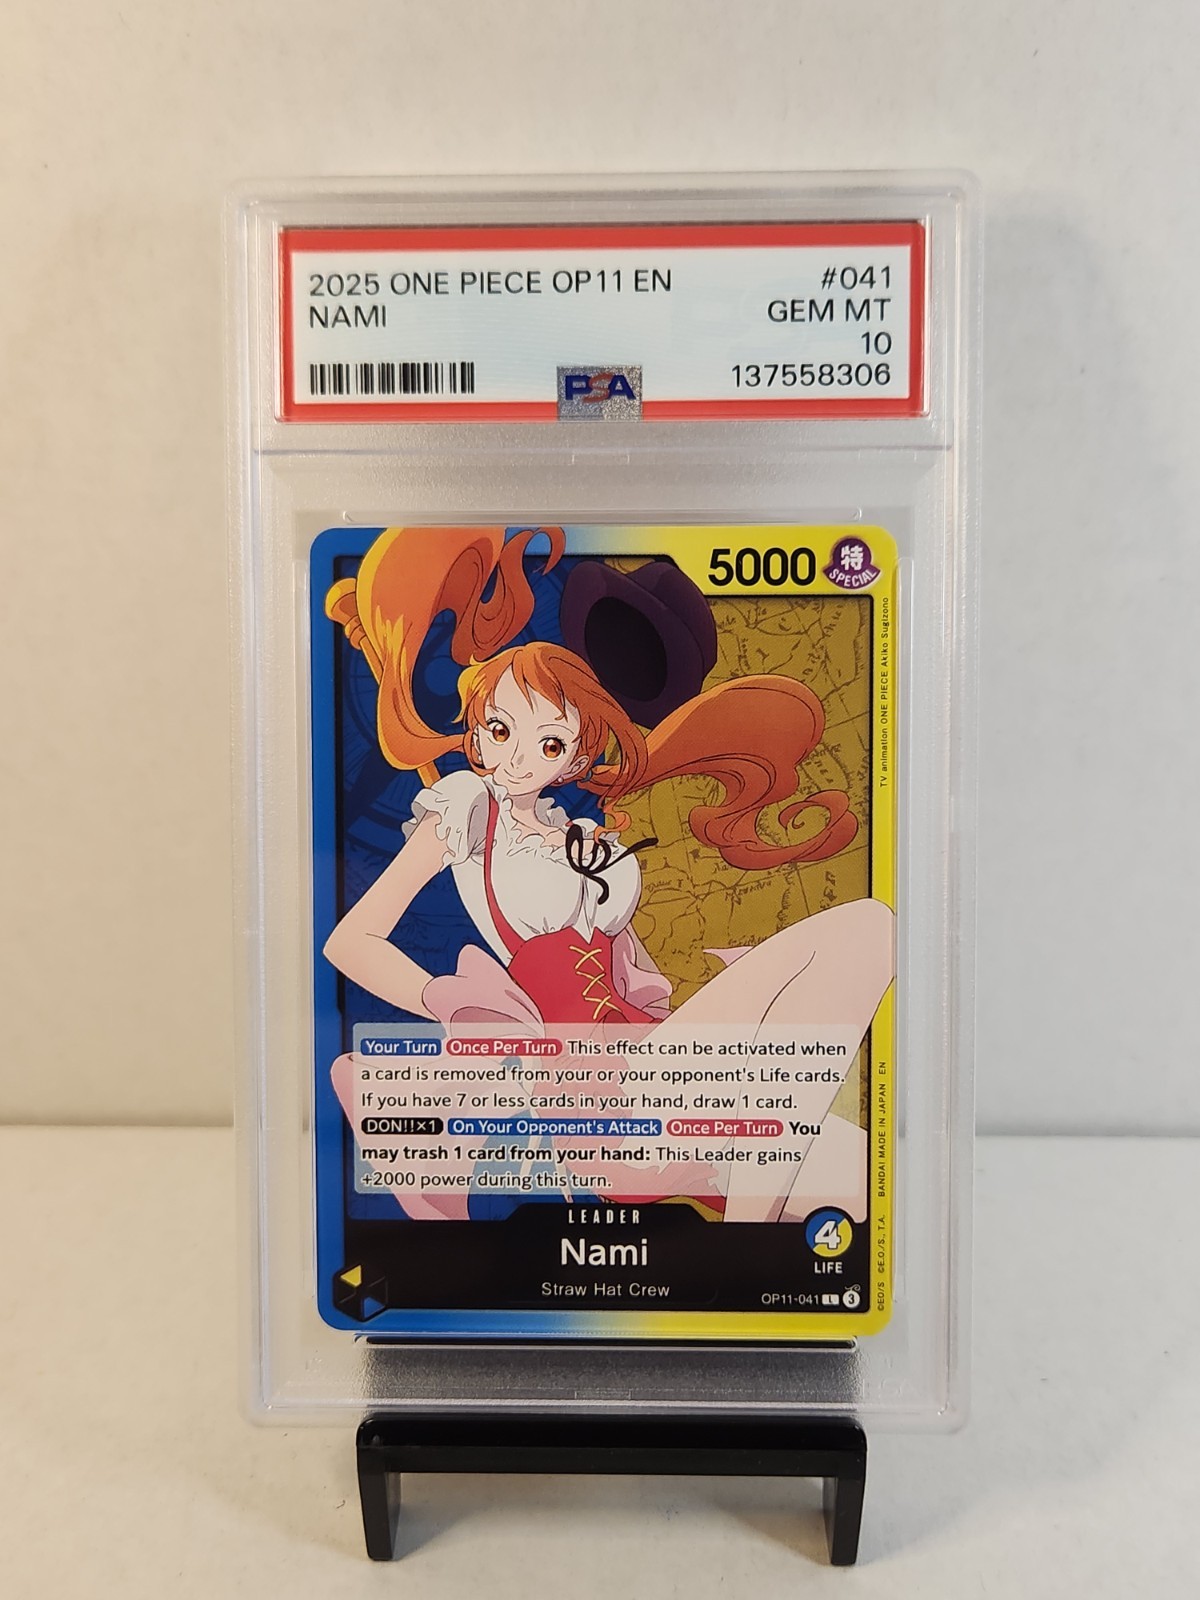 2025 ONE PIECE OP11 EN
#041
NAMI
GEM MT
10
PSA
137558306
5000
特
SPECIAL
TV animation ONE PIECE Akiko Sugizono
Your Turn Once Per Turn This effect can be activated when
a card is removed from your or your opponent's Life cards.
If you have 7 or less cards in your hand, draw 1 card.
DON!!×1 On Your Opponent's Attack Once Per Turn You
may trash 1 card from your hand: This Leader gains
+2000 power during this turn.
©EO/S ©E.O./S., T.A. BANDAI MADE IN JAPAN EN
LEADER
Nami
Straw Hat Crew
4
LIFE
OP11-041 L 3